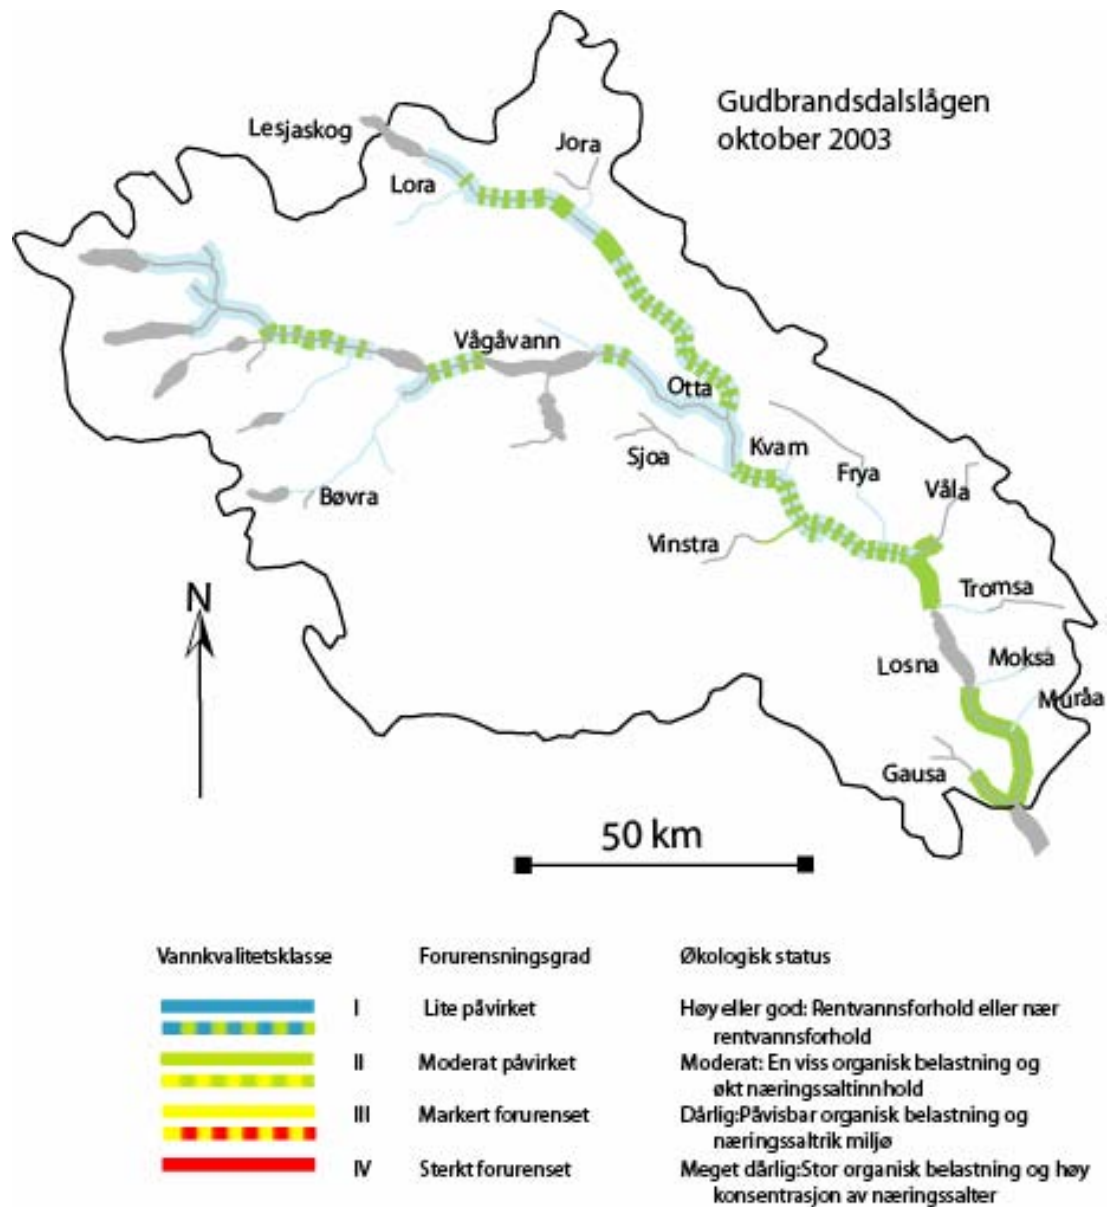 Gudbrandsdalslågen
oktober 2003
Lesjaskog
Jora
Lora
Vågåvann
Otta
Sjoa
Kvam
Frya
Våla
Bøvra
Vinstra
N
Tromsa
Losna
Moksa
Muråa
Gausa
50 km
Vannkvalitetsklasse Forurensningsgrad Økologisk status
I Lite påvirket Høy eller god: Rentvannsforhold eller nær
rentvannsforhold
II Moderat påvirket Moderat: En viss organisk belastning og
økt næringssaltinnhold
III Markert forurenset Dårlig:Påvisbar organisk belastning og
næringssaltrik miljø
IV Sterkt forurenset Meget dårlig:Stor organisk belastning og høy
konsentrasjon av næringssalter